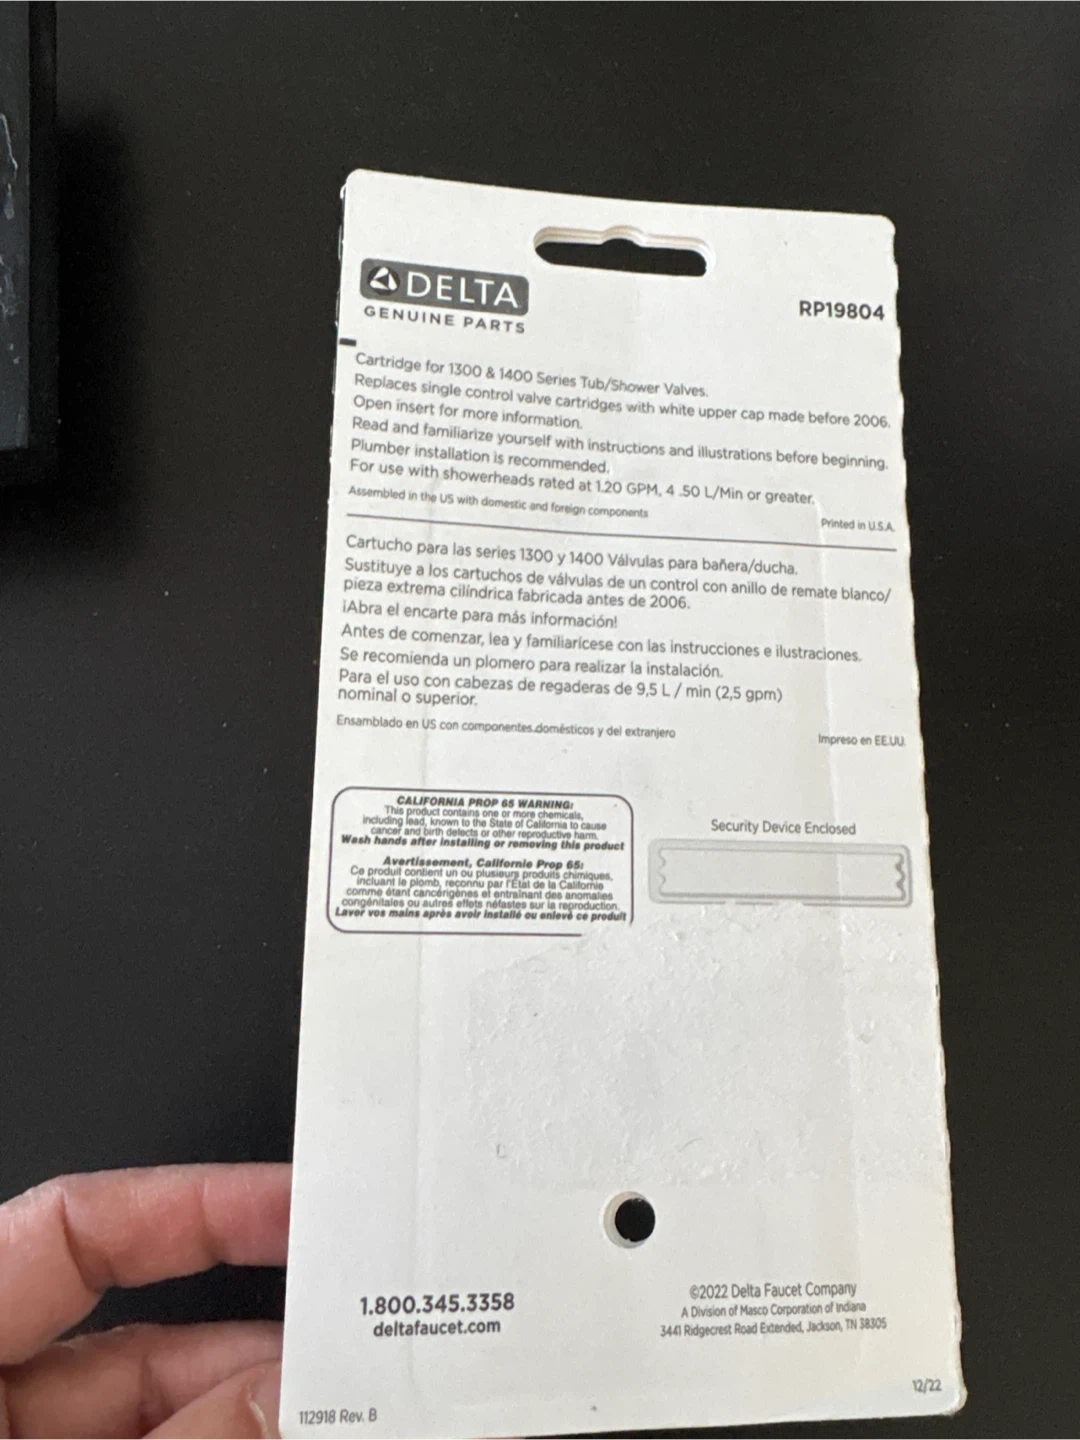 DELTA
GENUINE PARTS
RP19804
Cartridge for 1300 & 1400 Series Tub/Shower Valves.
Replaces single control valve cartridges with white upper cap made before 2006.
Open insert for more information.
Read and familiarize yourself with instructions and illustrations before beginning.
Plumber installation is recommended.
For use with showerheads rated at 1.20 GPM, 4 .50 L/Min or greater.
Assembled in the US with domestic and foreign components
Printed in U.S.A.
Cartucho para las series 1300 y 1400 Válvulas para bañera/ducha.
Sustituye a los cartuchos de válvulas de un control con anillo de remate blanco/
pieza extrema cilíndrica fabricada antes de 2006.
¡Abra el encarte para más información!
Antes de comenzar, lea y familiarícese con las instrucciones e ilustraciones.
Se recomienda un plomero para realizar la instalación.
Para el uso con cabezas de regaderas de 9,5 L / min (2,5 gpm)
nominal o superior.
Ensamblado en US con componentes domésticos y del extranjero
Impreso en EE.UU.
CALIFORNIA PROP 65 WARNING:
This product contains one or more chemicals,
including lead, known to the State of California to cause
cancer and birth defects or other reproductive harm.
Wash hands after installing or removing this product
Avertissement, Californie Prop 65:
Ce produit contient un ou plusieurs produits chimiques,
incluant le plomb, reconnu par l'État de la Californie
comme étant cancérigènes et entraînant des anomalies
congénitales ou autres effets néfastes sur la reproduction.
Laver vos mains après avoir installé ou enlevé ce produit
Security Device Enclosed
1.800.345.3358
deltafaucet.com
©2022 Delta Faucet Company
A Division of Masco Corporation of Indiana
3441 Ridgecrest Road Extended, Jackson, TN 38305
12/22
112918 Rev. B